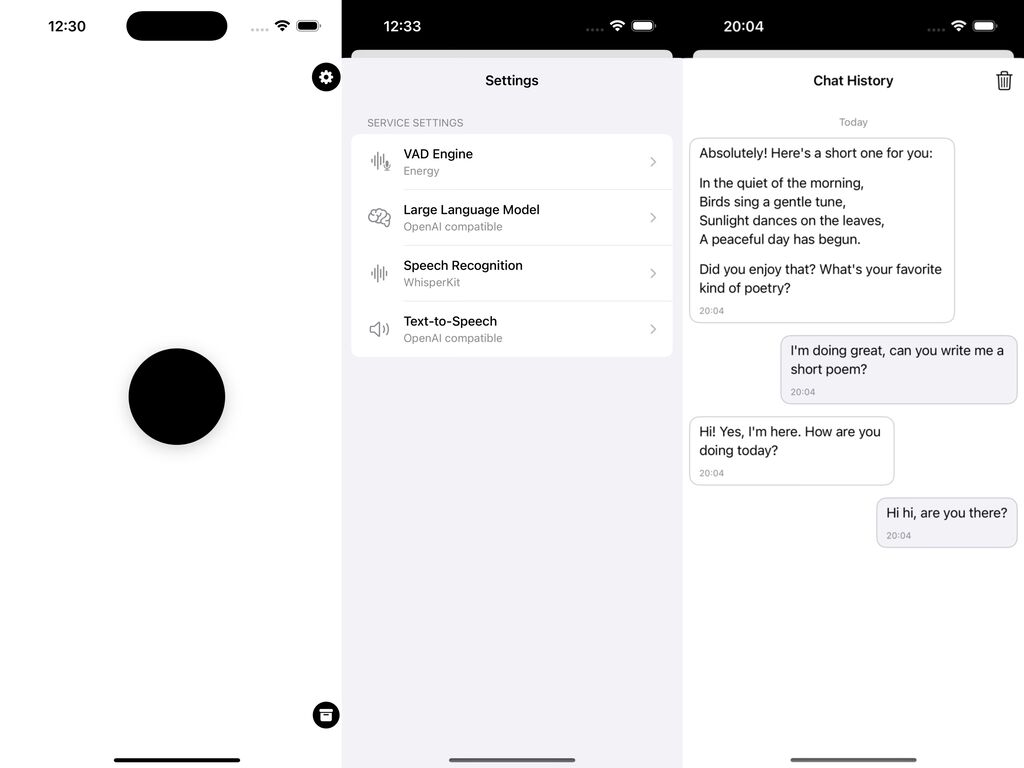 12:30
12:33
Settings
SERVICE SETTINGS
VAD Engine
Energy
Large Language Model
OpenAI compatible
Speech Recognition
WhisperKit
Text-to-Speech
OpenAI compatible
20:04
Chat History
Today
Absolutely! Here's a short one for you:
In the quiet of the morning,
Birds sing a gentle tune,
Sunlight dances on the leaves,
A peaceful day has begun.
Did you enjoy that? What's your favorite
kind of poetry?
20:04
I'm doing great, can you write me a
short poem?
20:04
Hi! Yes, I'm here. How are you
doing today?
20:04
Hi hi, are you there?
20:04